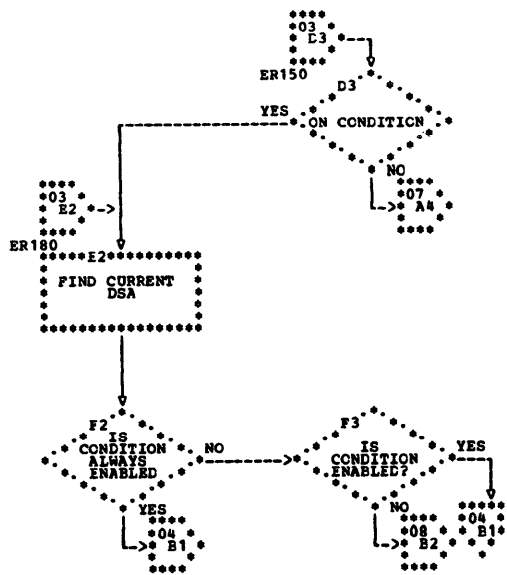 03
D3
ER150
D3
YES
ON CONDITION
NO
03
E2
07
A4
ER180
E2
FIND CURRENT
DSA
F2
IS
CONDITION
ALWAYS
ENABLED
NO
F3
IS
CONDITION
ENABLED?
YES
YES
NO
04
B1
08
B2
04
B1